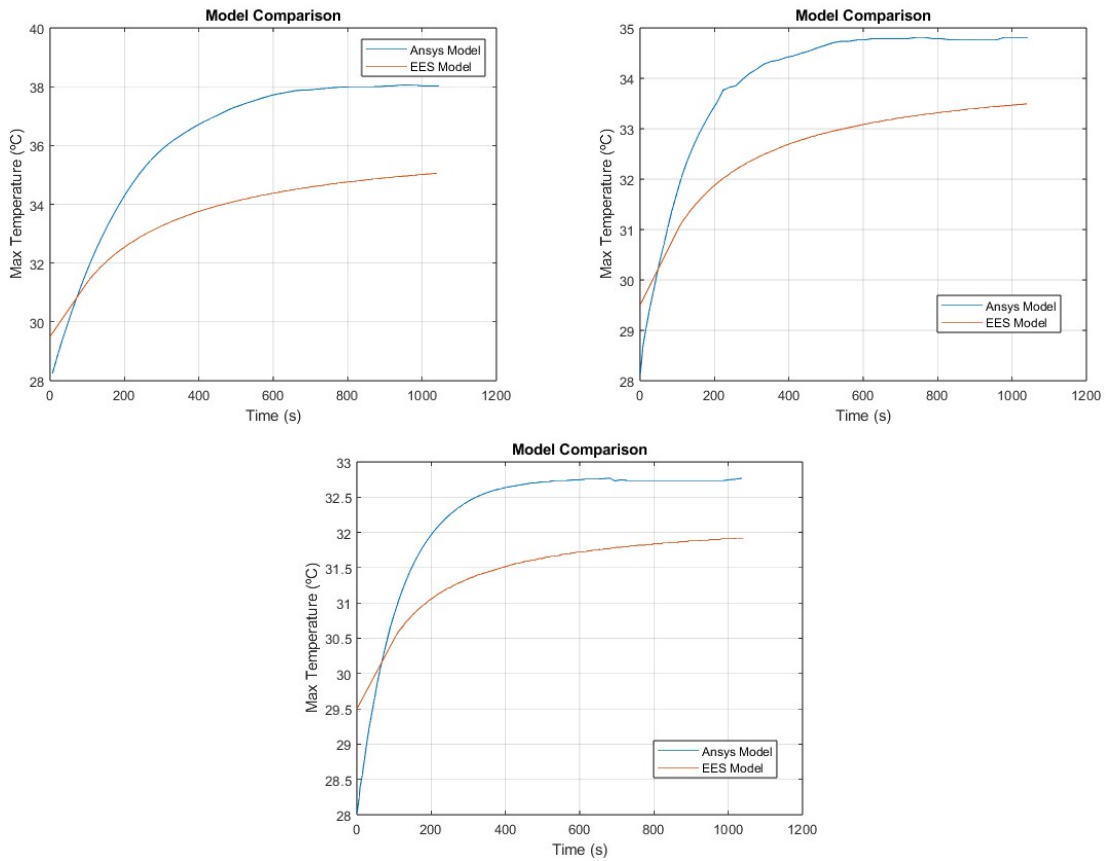 Model Comparison
40
38
36
34
32
30
28
0 200 400 600 800 1000 1200
Max Temperature (ºC)
Time (s)
Ansys Model
EES Model
Model Comparison
35
34
33
32
31
30
29
28
0 200 400 600 800 1000 1200
Max Temperature (ºC)
Time (s)
Ansys Model
EES Model
Model Comparison
33
32.5
32
31.5
31
30.5
30
29.5
29
28.5
28
0 200 400 600 800 1000 1200
Max Temperature (ºC)
Time (s)
Ansys Model
EES Model